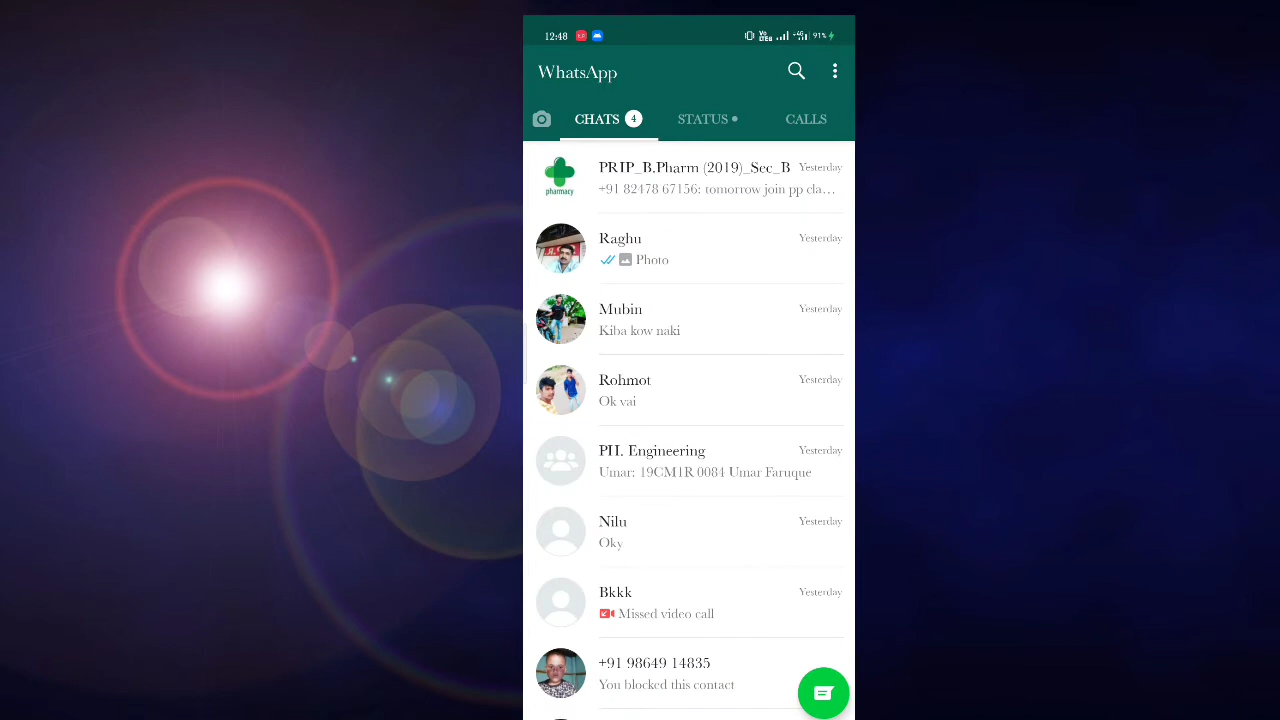 12:48 91%
WhatsApp
CHATS 4 STATUS CALLS
pharmacy
PRIP_B.Pharm (2019)_Sec_B Yesterday
+91 82478 67156: tomorrow join pp cla…
Raghu Yesterday
Photo
Mubin Yesterday
Kiba kow naki
Rohmot Yesterday
Ok vai
PH. Engineering Yesterday
Umar: 19CM1R 0084 Umar Faruque
Nilu Yesterday
Oky
Bkkk Yesterday
Missed video call
+91 98649 14835
You blocked this contact